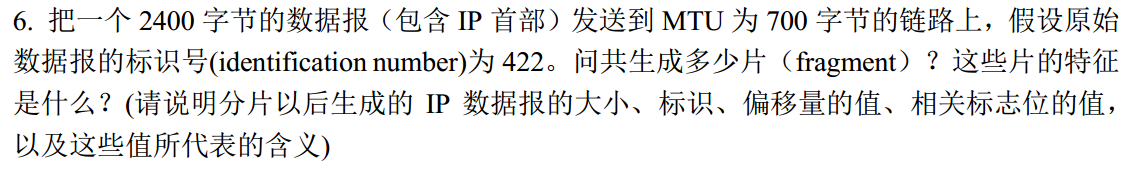 6. 把一个 2400 字节的数据报（包含 IP 首部）发送到 MTU 为 700 字节的链路上，假设原始
数据报的标识号(identification number)为 422。问共生成多少片（fragment）？这些片的特征
是什么？(请说明分片以后生成的 IP 数据报的大小、标识、偏移量的值、相关标志位的值，
以及这些值所代表的含义)